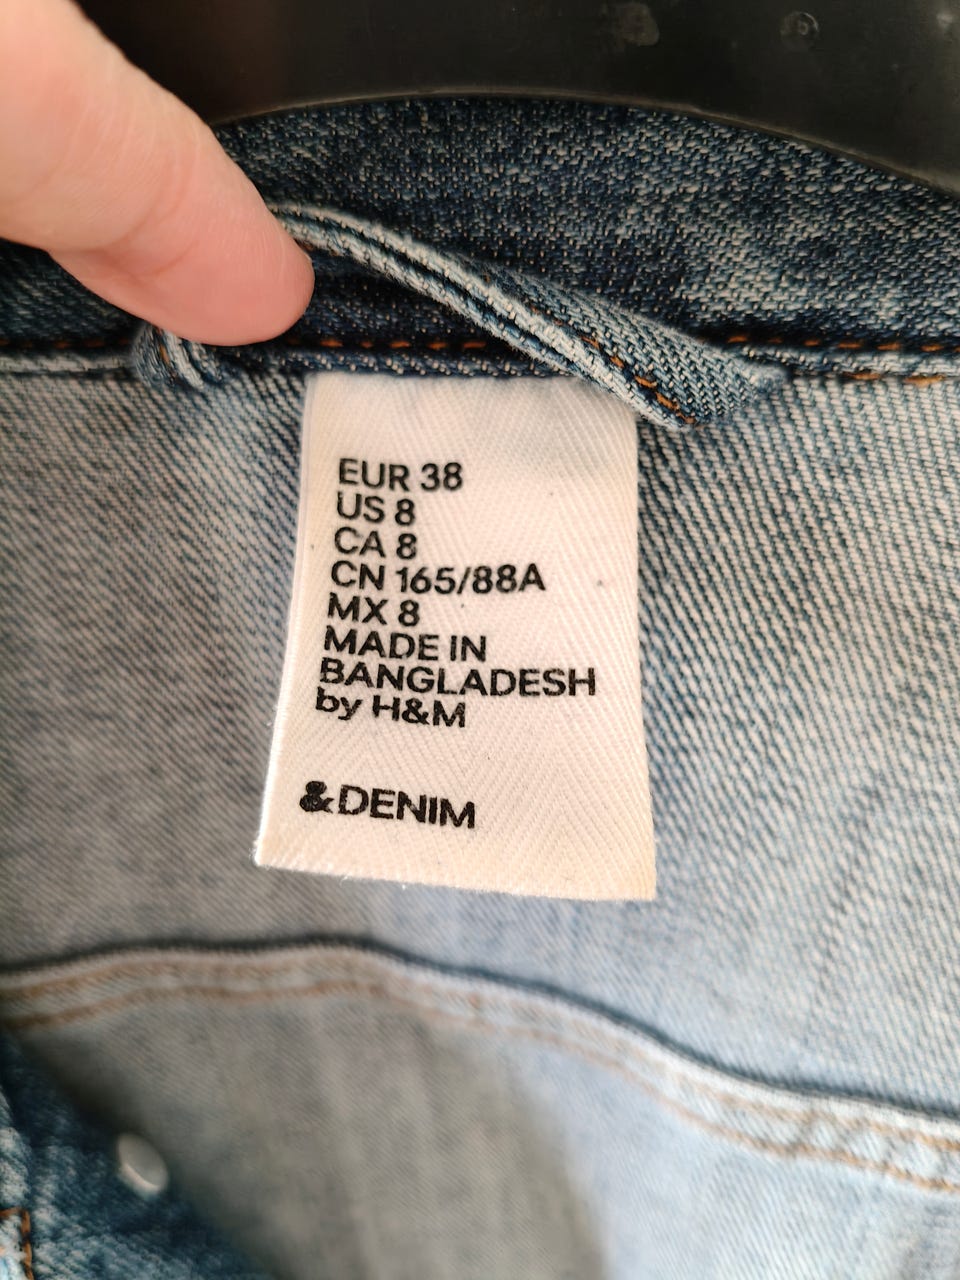 EUR 38
US 8
CA 8
CN 165/88A
MX 8
MADE IN
BANGLADESH
by H&M
&DENIM